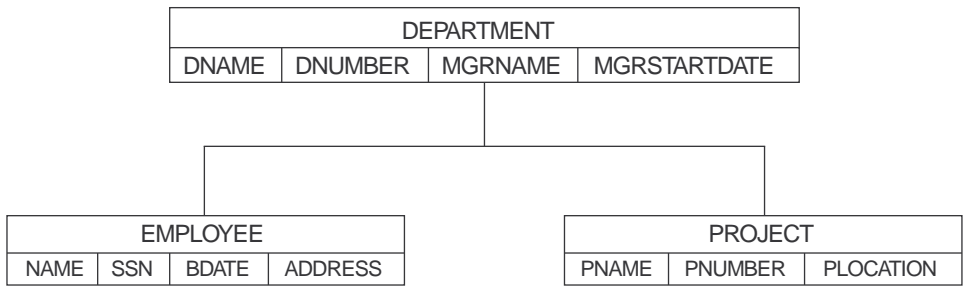 DEPARTMENT
DNAME DNUMBER MGRNAME MGRSTARTDATE
EMPLOYEE
NAME SSN BDATE ADDRESS
PROJECT
PNAME PNUMBER PLOCATION